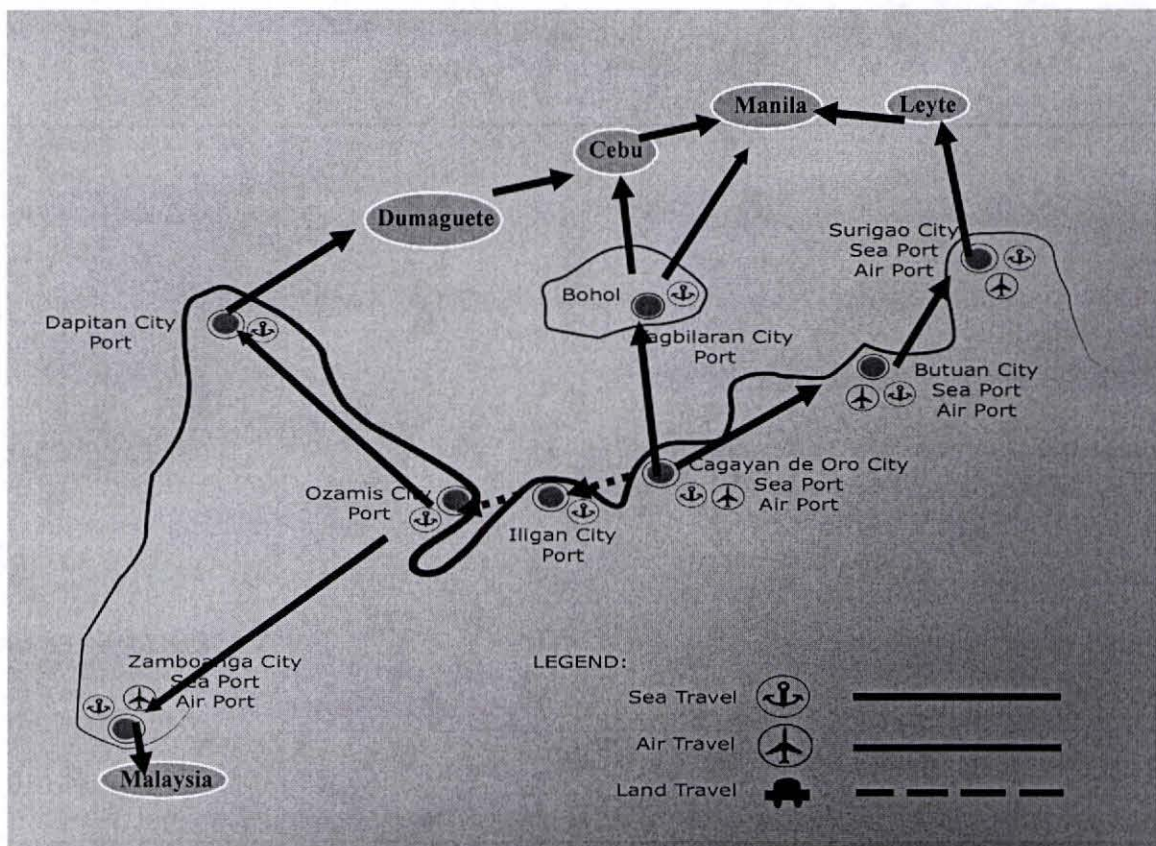 Manila
Leyte
Cebu
Dumaguete
Surigao City
Sea Port
Air Port
Bohol
Dapitan City
Port
Tagbilaran City
Port
Butuan City
Sea Port
Air Port
Cagayan de Oro City
Sea Port
Air Port
Ozamis City
Port
Iligan City
Port
Zamboanga City
Sea Port
Air Port
Malaysia
LEGEND:
Sea Travel
Air Travel
Land Travel